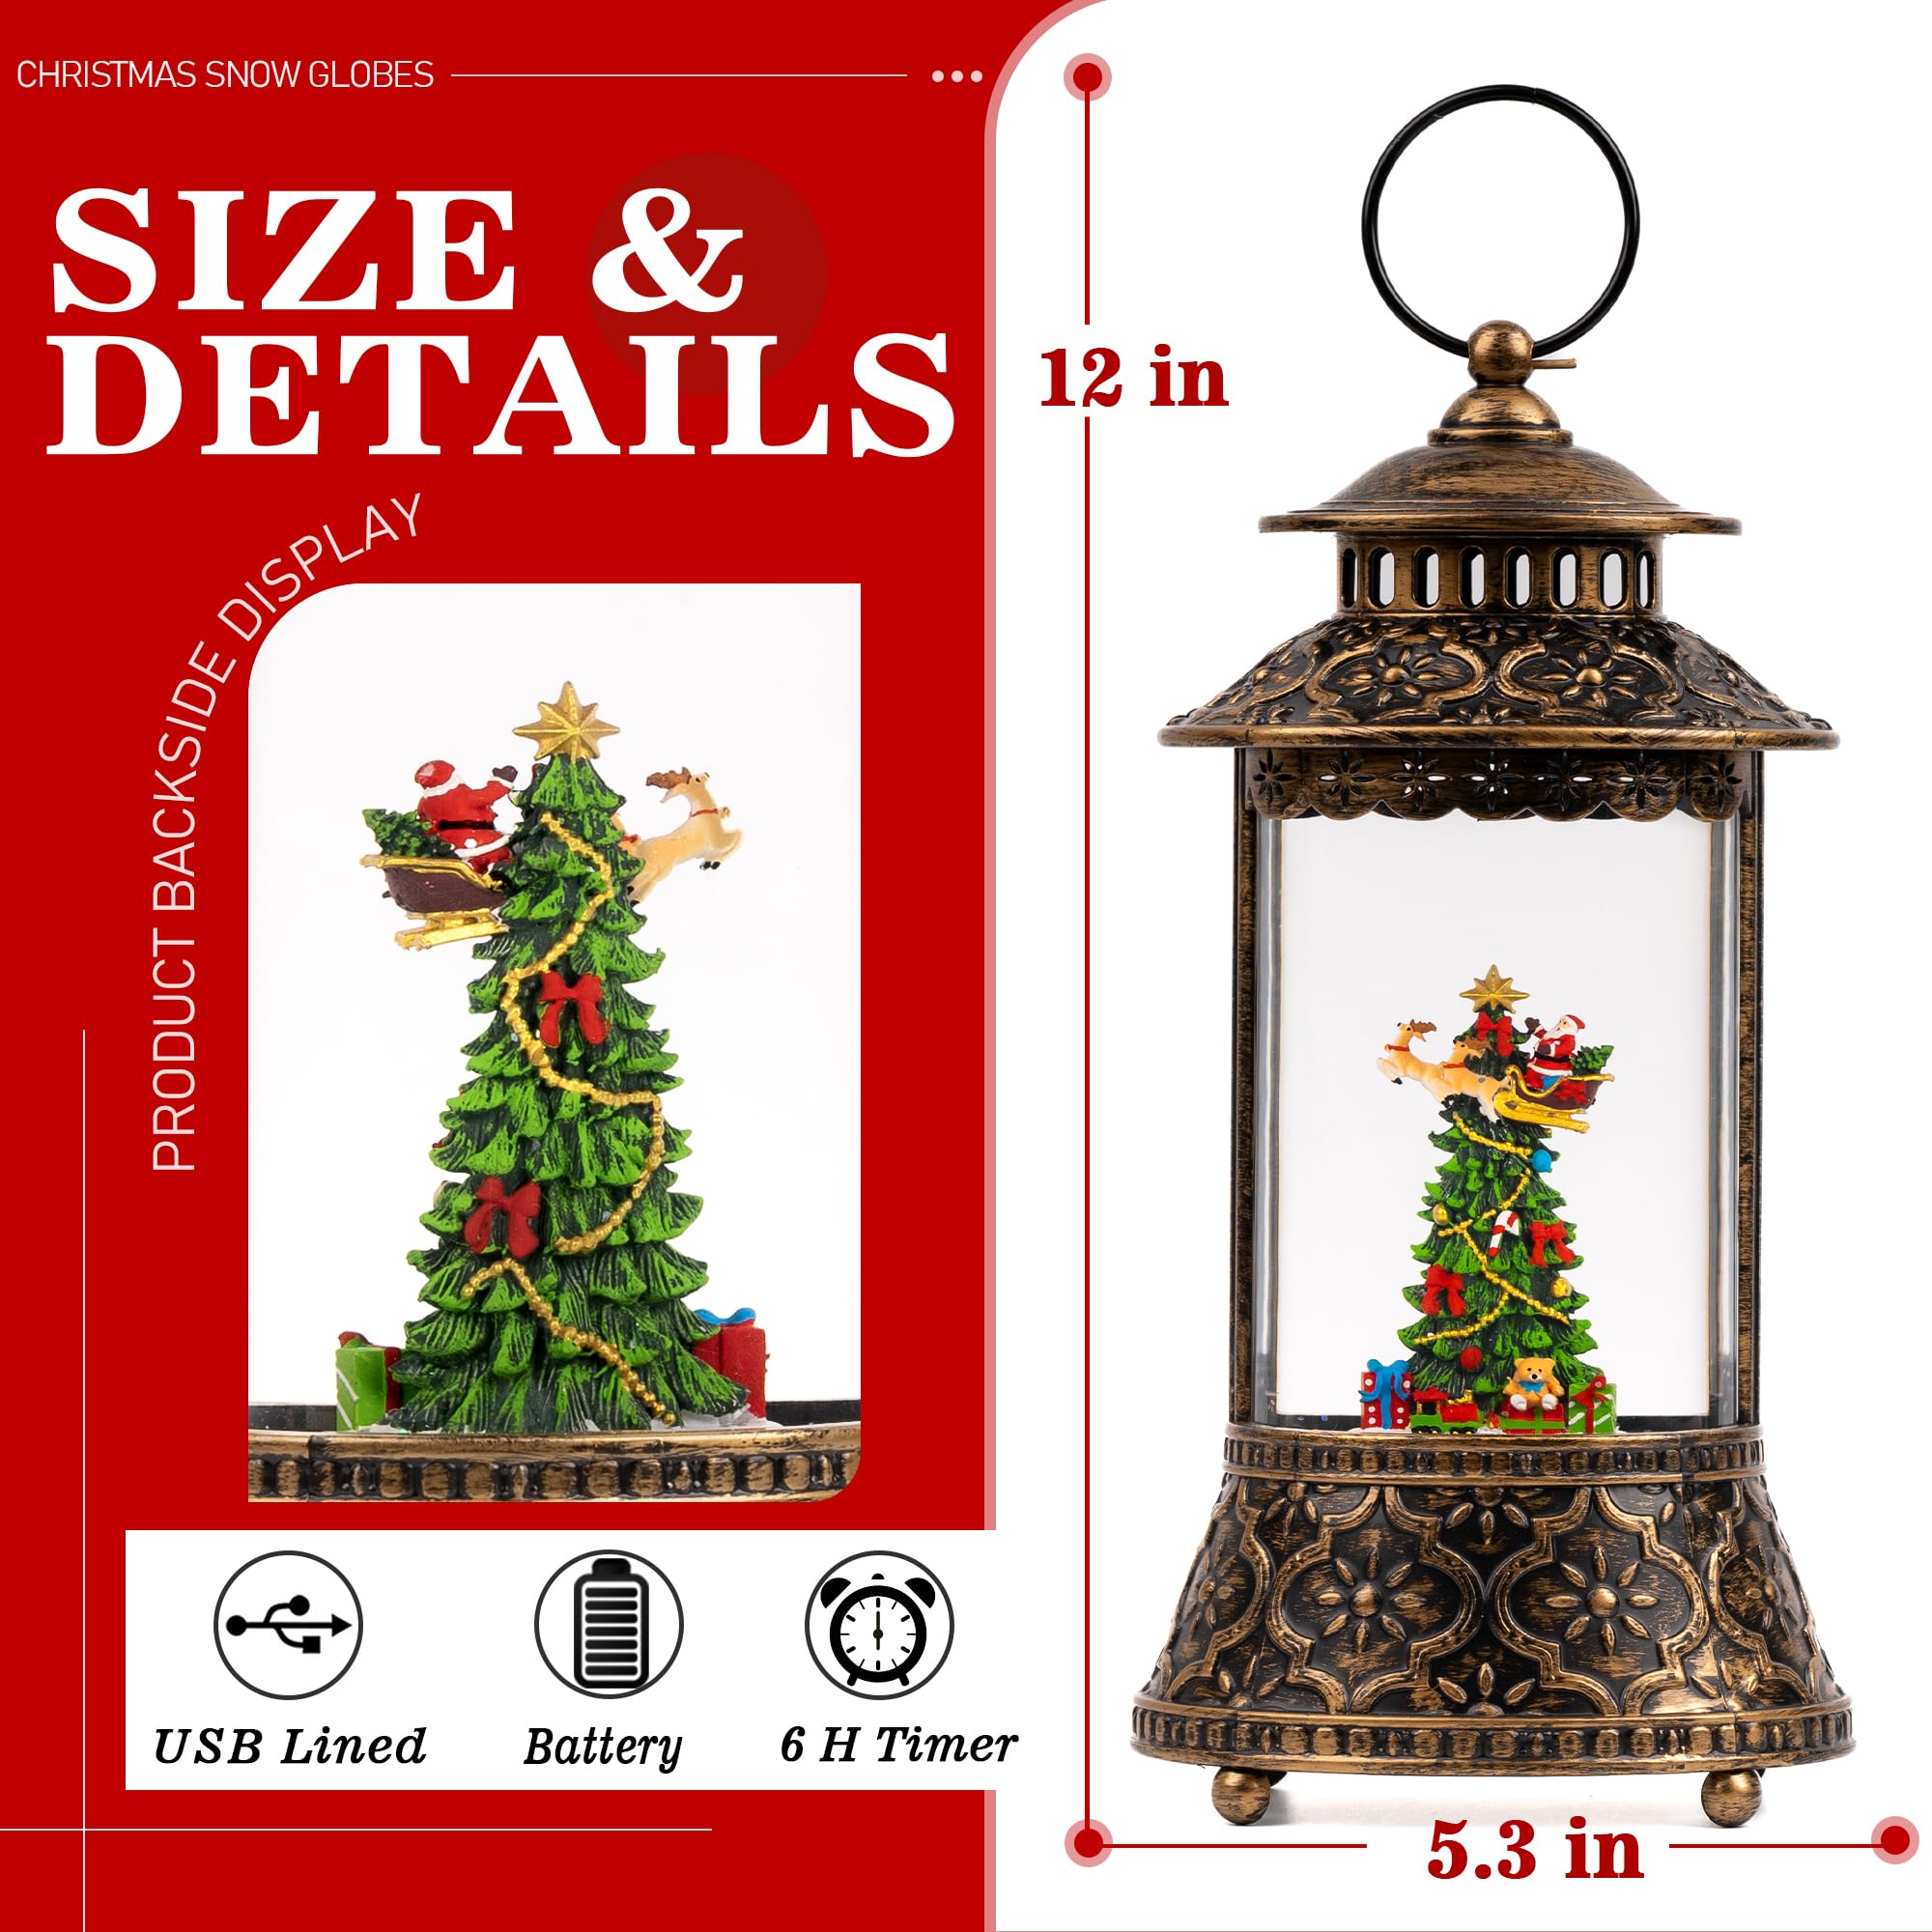 CHRISTMAS SNOW GLOBES
SIZE &
DETAILS
PRODUCT BACKSIDE DISPLAY
USB Lined
Battery
6 H Timer
12 in
5.3 in